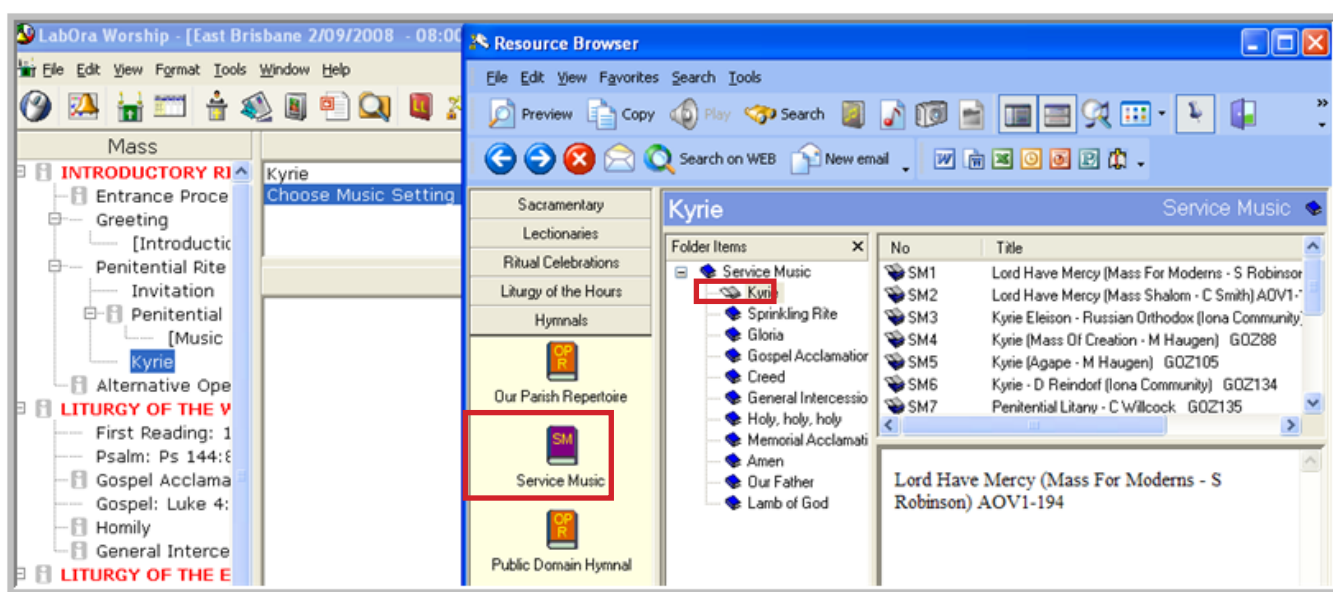 LabOra Worship - [East Brisbane 2/09/2008 - 08:00
File Edit View Format Tools Window Help
Mass
INTRODUCTORY RI
Entrance Proce
Greeting
[Introductic
Penitential Rite
Invitation
Penitential
[Music
Kyrie
Alternative Ope
LITURGY OF THE W
First Reading: 1
Psalm: Ps 144:8
Gospel Acclama
Gospel: Luke 4:
Homily
General Interce
LITURGY OF THE E
Kyrie
Choose Music Setting
Resource Browser
File Edit View Favorites Search Tools
Preview Copy Play Search
Search on WEB New email
Sacramentary
Lectionaries
Ritual Celebrations
Liturgy of the Hours
Hymnals
OP
R
Our Parish Repertoire
SM
Service Music
OP
R
Public Domain Hymnal
Kyrie Service Music
Folder Items
Service Music
Kyrie
Sprinkling Rite
Gloria
Gospel Acclamation
Creed
General Intercessio
Holy, holy, holy
Memorial Acclamati
Amen
Our Father
Lamb of God
No Title
SM1 Lord Have Mercy (Mass For Moderns - S Robinson
SM2 Lord Have Mercy (Mass Shalom - C Smith) AOV1-
SM3 Kyrie Eleison - Russian Orthodox (Iona Community)
SM4 Kyrie (Mass Of Creation - M Haugen) GOZ88
SM5 Kyrie (Agape - M Haugen) GOZ105
SM6 Kyrie - D Reindorf (Iona Community) GOZ134
SM7 Penitential Litany - C Willcock GOZ135
Lord Have Mercy (Mass For Moderns - S
Robinson) AOV1-194